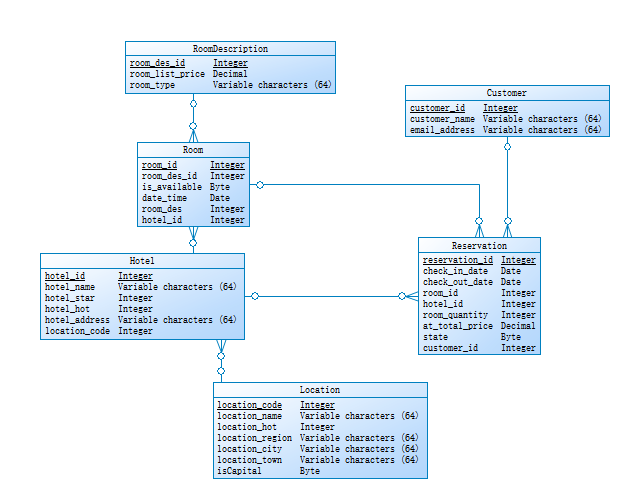 RoomDescription
room_des_id Integer
room_list_price Decimal
room_type Variable characters (64)
Customer
customer_id Integer
customer_name Variable characters (64)
email_address Variable characters (64)
Room
room_id Integer
room_des_id Integer
is_available Byte
date_time Date
room_des Integer
hotel_id Integer
Reservation
reservation_id Integer
check_in_date Date
check_out_date Date
room_id Integer
hotel_id Integer
room_quantity Integer
at_total_price Decimal
state Byte
customer_id Integer
Hotel
hotel_id Integer
hotel_name Variable characters (64)
hotel_star Integer
hotel_hot Integer
hotel_address Variable characters (64)
location_code Integer
Location
location_code Integer
location_name Variable characters (64)
location_hot Integer
location_region Variable characters (64)
location_city Variable characters (64)
location_town Variable characters (64)
isCapital Byte